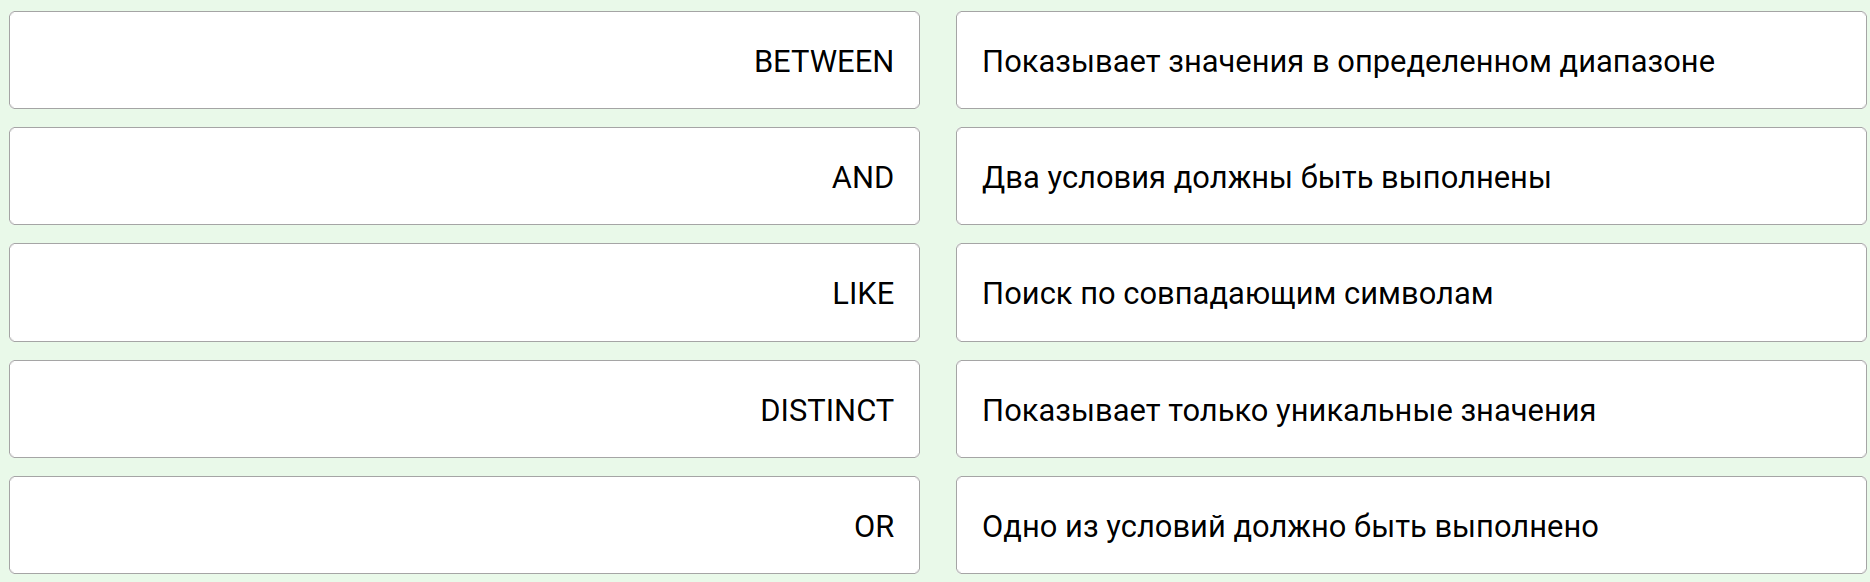 BETWEEN
Показывает значения в определенном диапазоне
AND
Два условия должны быть выполнены
LIKE
Поиск по совпадающим символам
DISTINCT
Показывает только уникальные значения
OR
Одно из условий должно быть выполнено